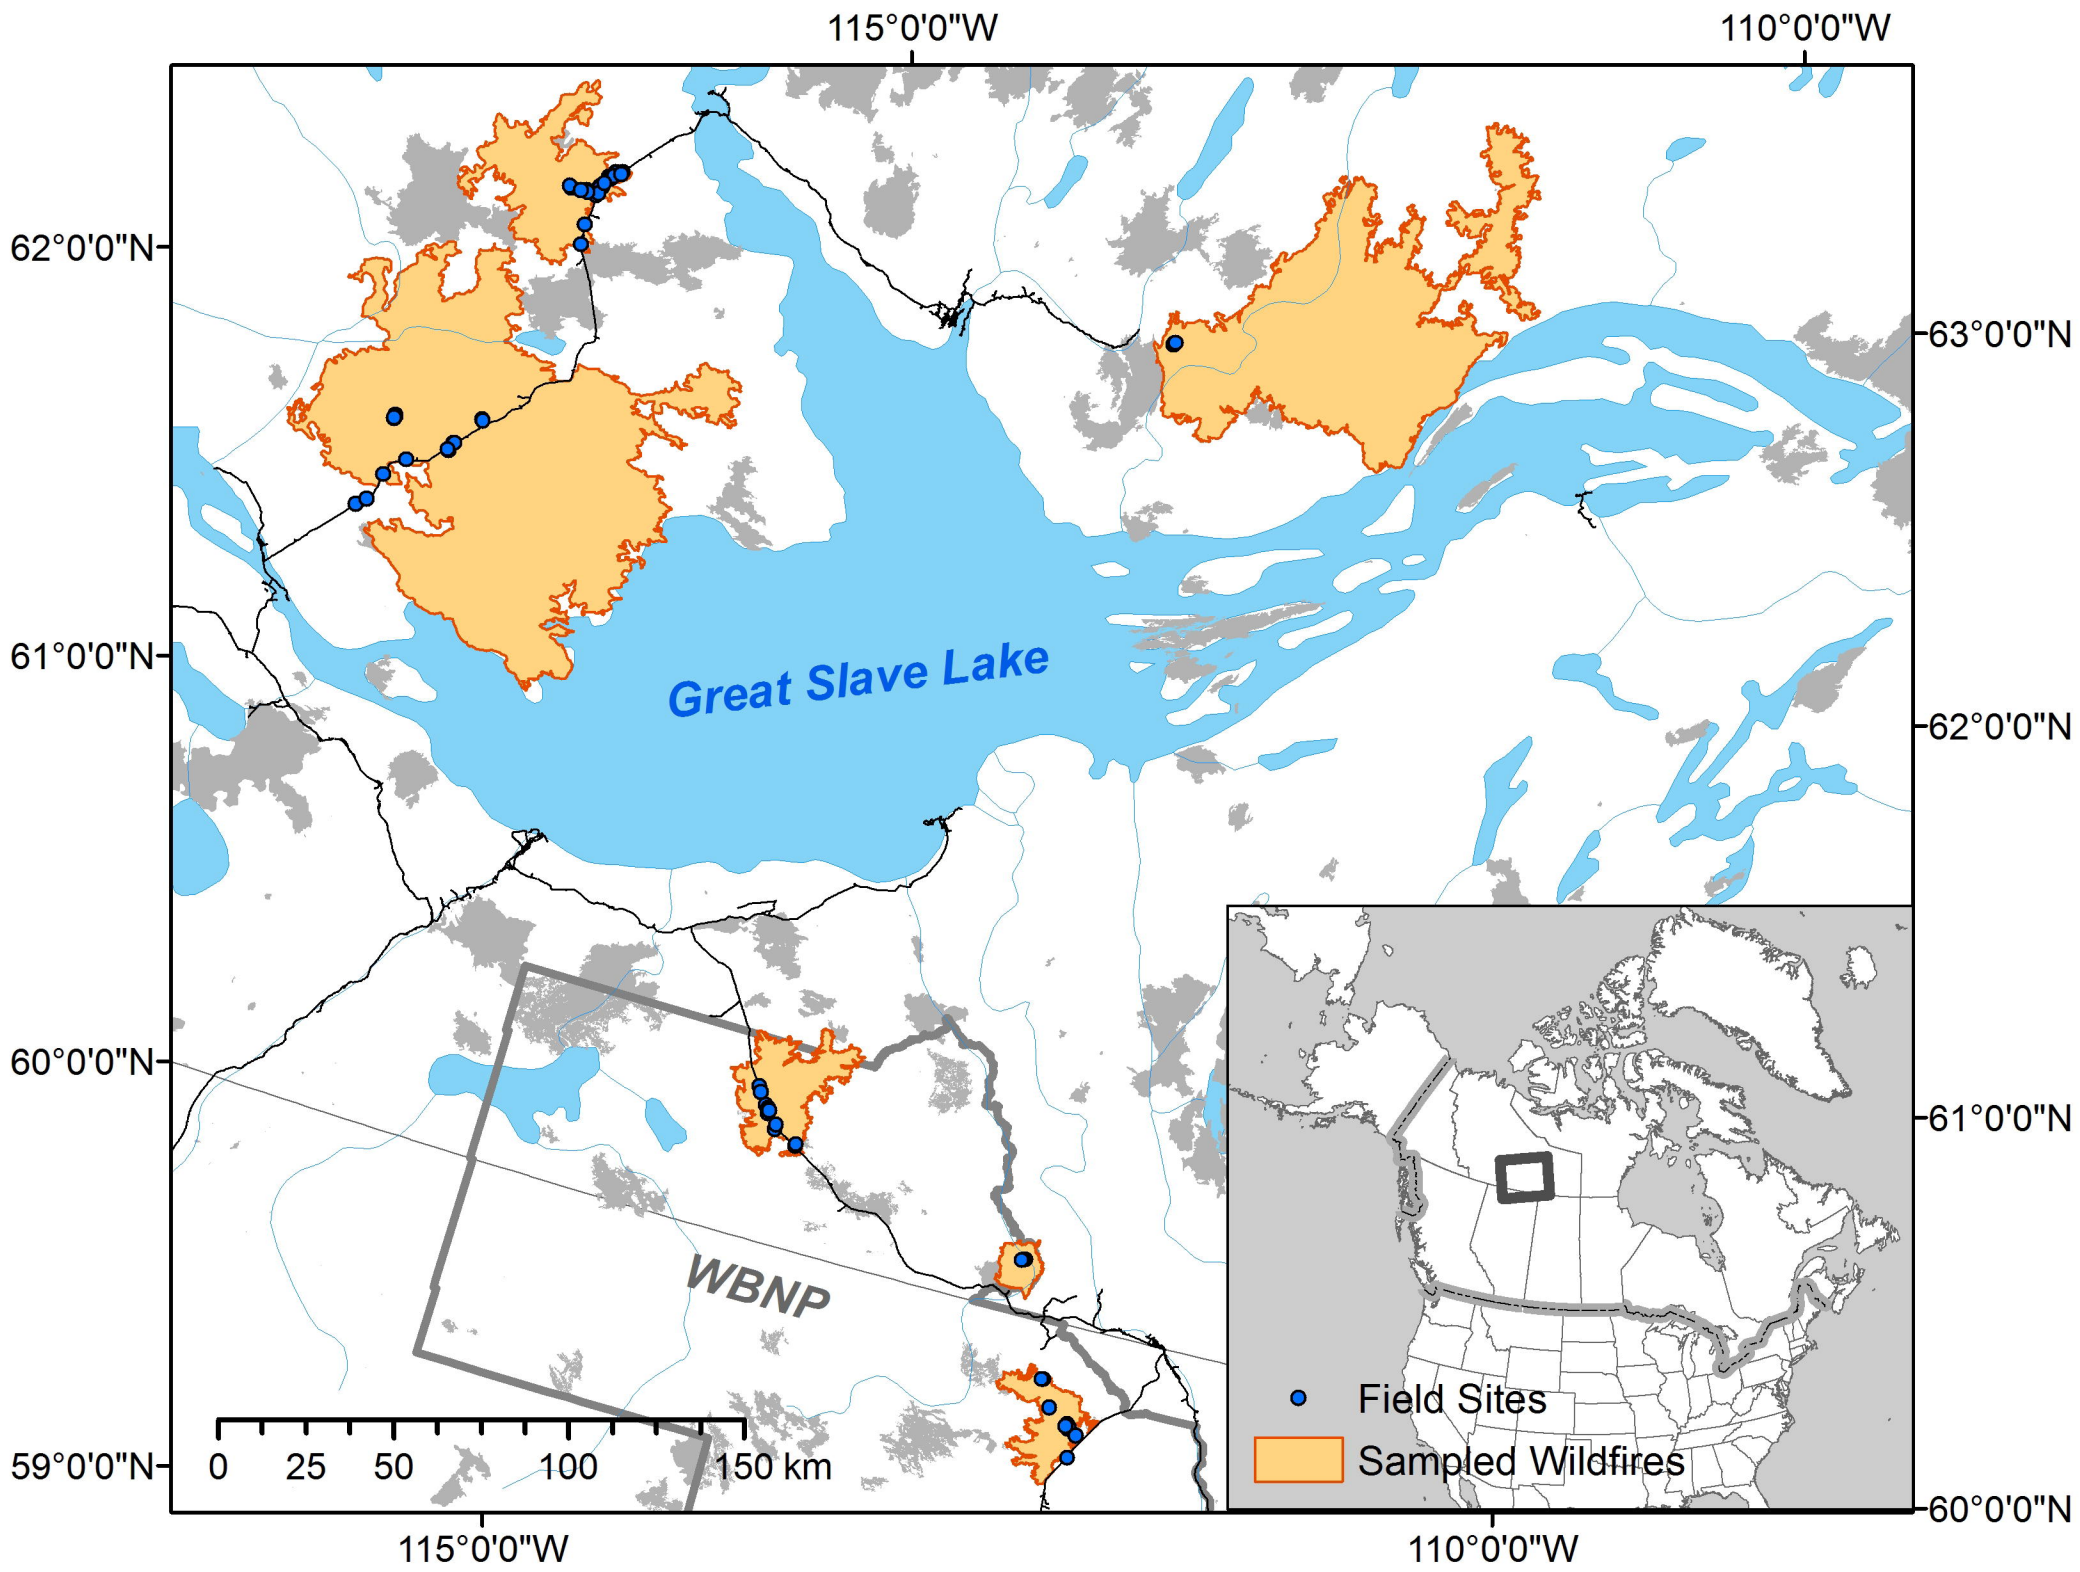 115°0'0"W 110°0'0"W
62°0'0"N
63°0'0"N
61°0'0"N
Great Slave Lake
62°0'0"N
60°0'0"N
61°0'0"N
WBNP
Field Sites
Sampled Wildfires
59°0'0"N
0 25 50 100 150 km
60°0'0"N
115°0'0"W 110°0'0"W